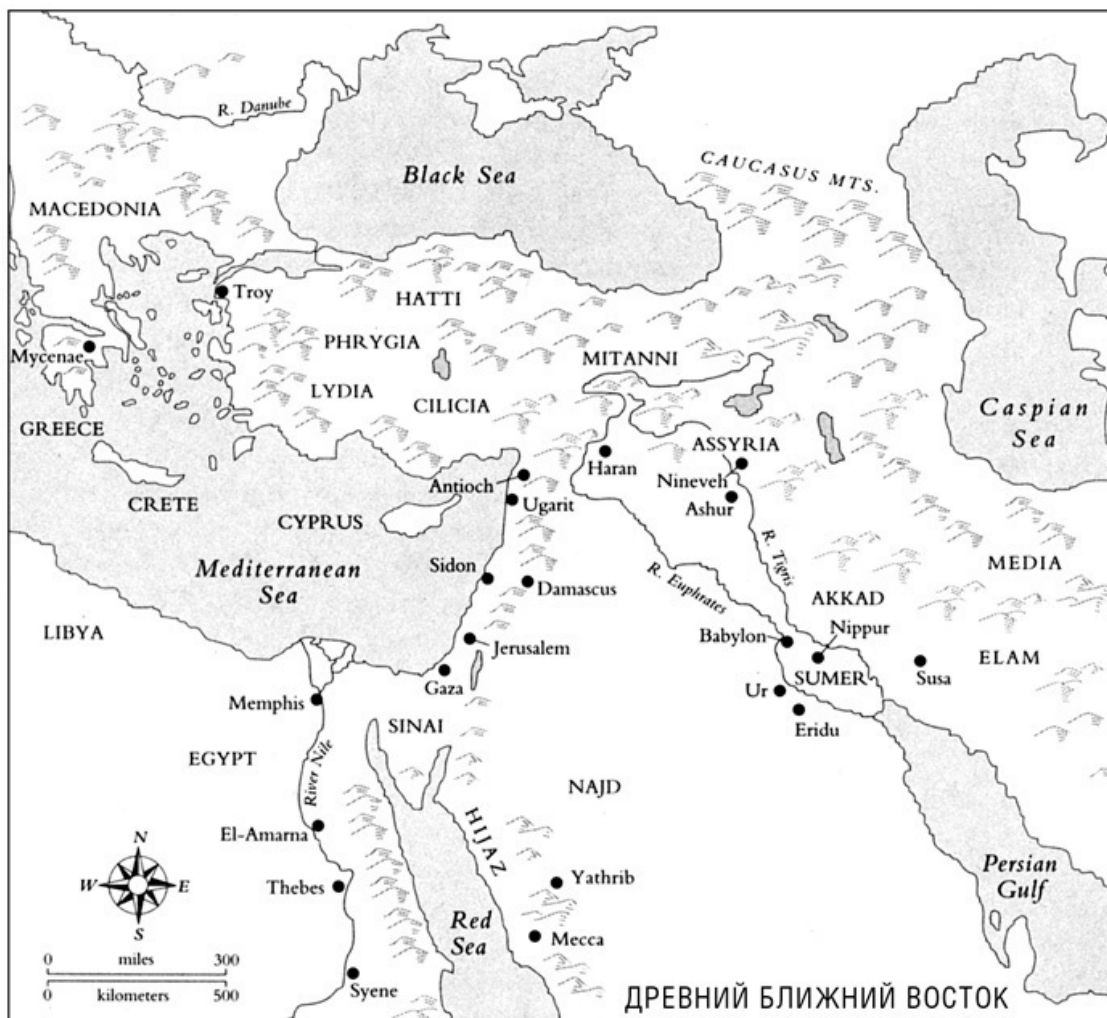 R. Danube
Black Sea
CAUCASUS MTS.
MACEDONIA
Troy
HATTI
PHRYGIA
Mycenae
MITANNI
LYDIA
CILICIA
Caspian
Sea
GREECE
ASSYRIA
Haran
Nineveh
Antioch
CRETE
Ugarit
Ashur
CYPRUS
R. Tigris
Mediterranean
Sea
Sidon
Damascus
R. Euphrates
MEDIA
AKKAD
LIBYA
Jerusalem
Babylon
Nippur
ELAM
Gaza
SUMER
Susa
Memphis
Ur
Eridu
SINAI
EGYPT
River Nile
NAJD
El-Amarna
HIJAZ
N
W
E
S
Thebes
Yathrib
Persian
Gulf
Red
Sea
Mecca
0 miles 300
0 kilometers 500
Syene
ДРЕВНИЙ БЛИЖНИЙ ВОСТОК